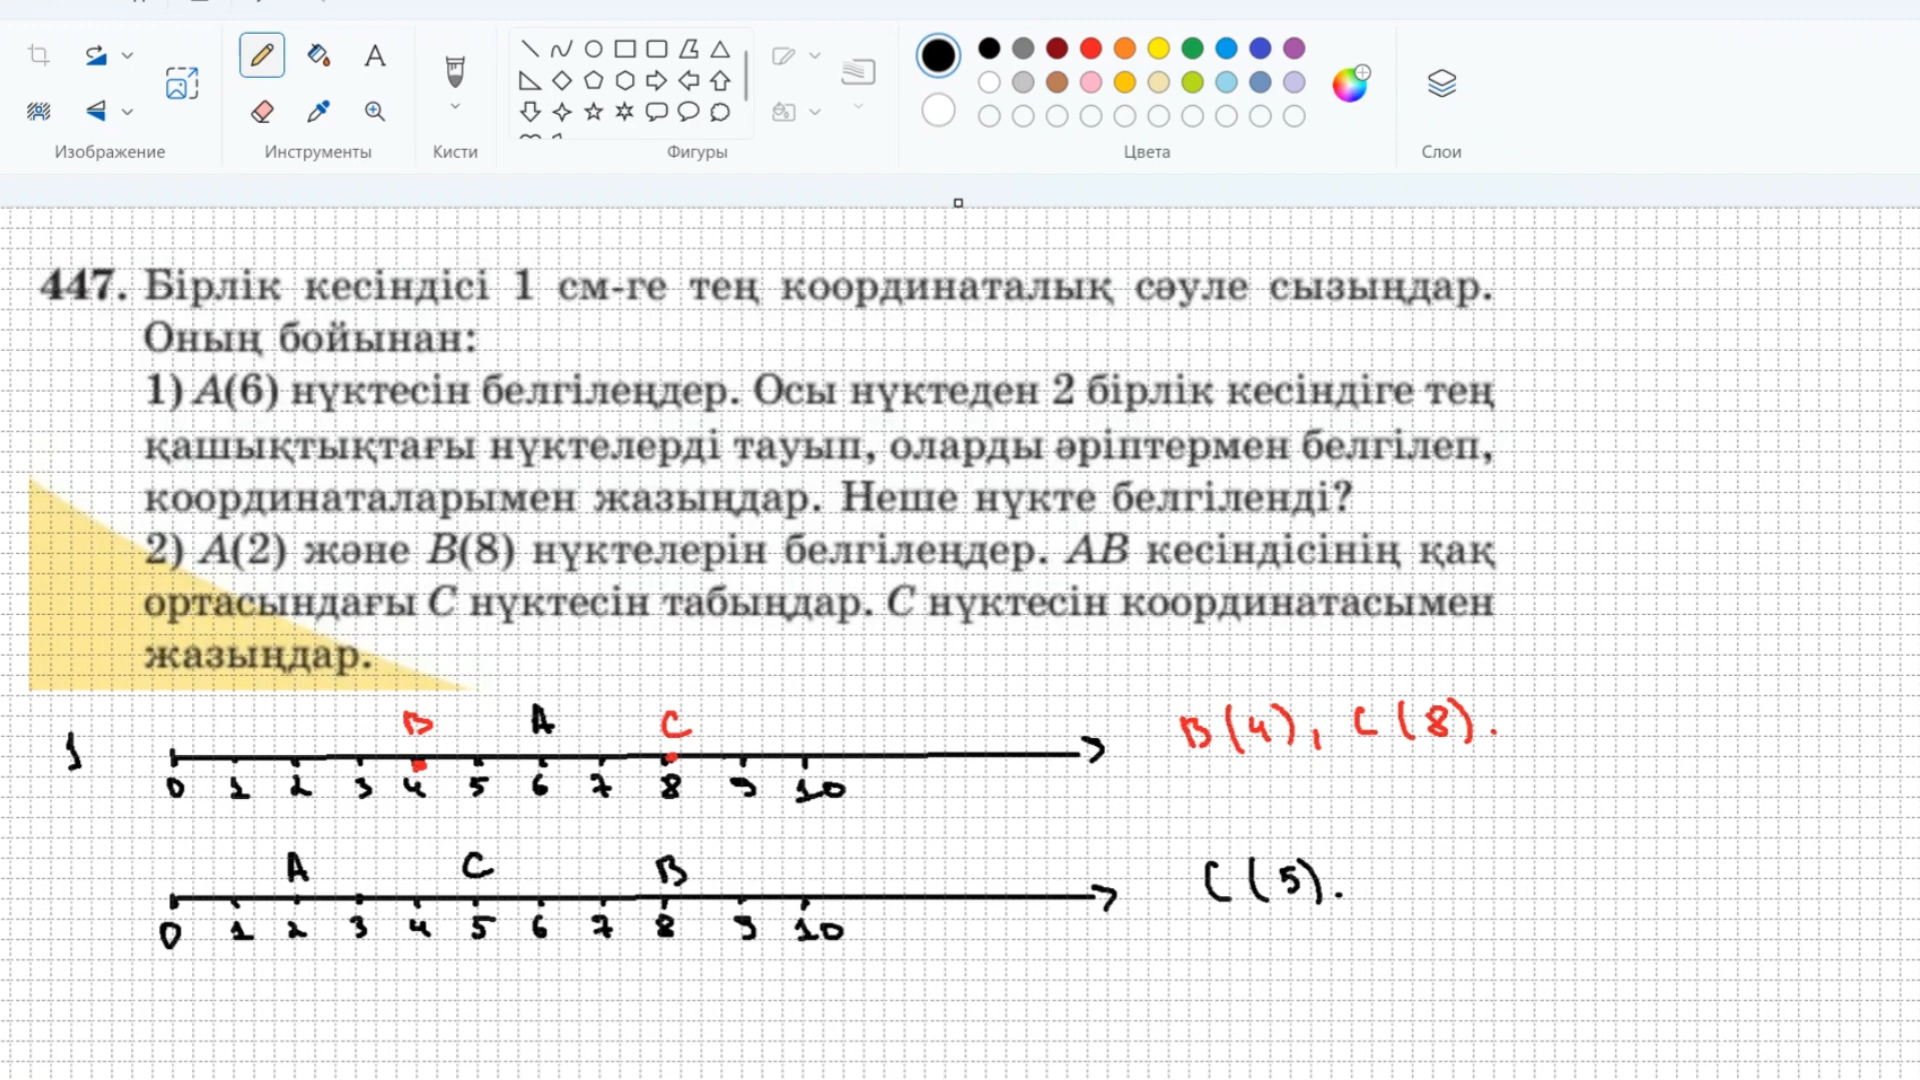 Изображение
Инструменты
Кисти
Фигуры
Цвета
Слои
447. Бірлік кесіндісі 1 см-ге тең координаталық сәуле сызыңдар.
Оның бойынан:
1) A(6) нүктесін белгілеңдер. Осы нүктеден 2 бірлік кесіндіге тең
қашықтықтағы нүктелерді тауып, оларды әріптермен белгілеп,
координаталарымен жазыңдар. Неше нүкте белгіленді?
2) A(2) және B(8) нүктелерін белгілеңдер. AB кесіндісінің қақ
ортасындағы C нүктесін табыңдар. C нүктесін координатасымен
жазыңдар.
B A C B(4), C(8).
1
0 1 2 3 4 5 6 7 8 9 10
A C B C(5).
0 1 2 3 4 5 6 7 8 9 10